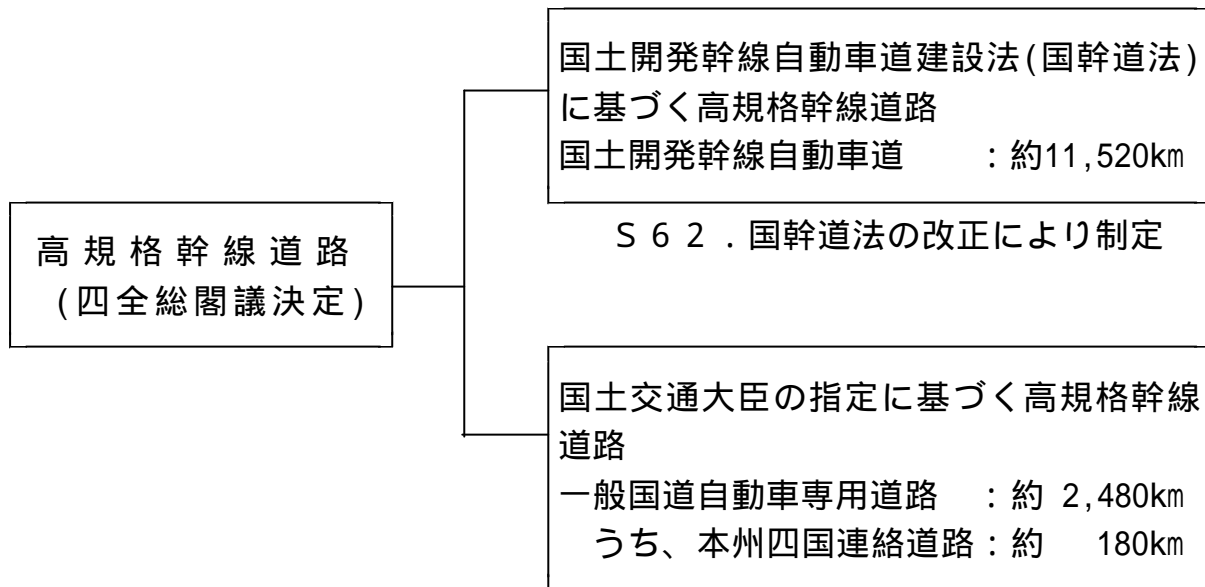 国土開発幹線自動車道建設法(国幹道法)
に基づく高規格幹線道路
国土開発幹線自動車道　　：約11,520㎞
Ｓ６２．国幹道法の改正により制定
高規格幹線道路
(四全総閣議決定)
国土交通大臣の指定に基づく高規格幹線
道路
一般国道自動車専用道路　：約 2,480㎞
うち、本州四国連絡道路：約　180㎞